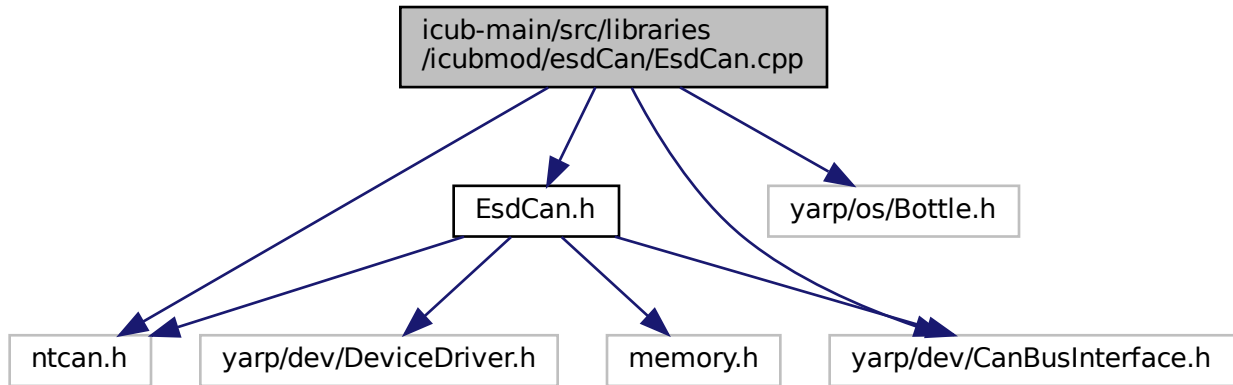 icub-main/src/libraries
/icubmod/esdCan/EsdCan.cpp
EsdCan.h
yarp/os/Bottle.h
ntcan.h
yarp/dev/DeviceDriver.h
memory.h
yarp/dev/CanBusInterface.h